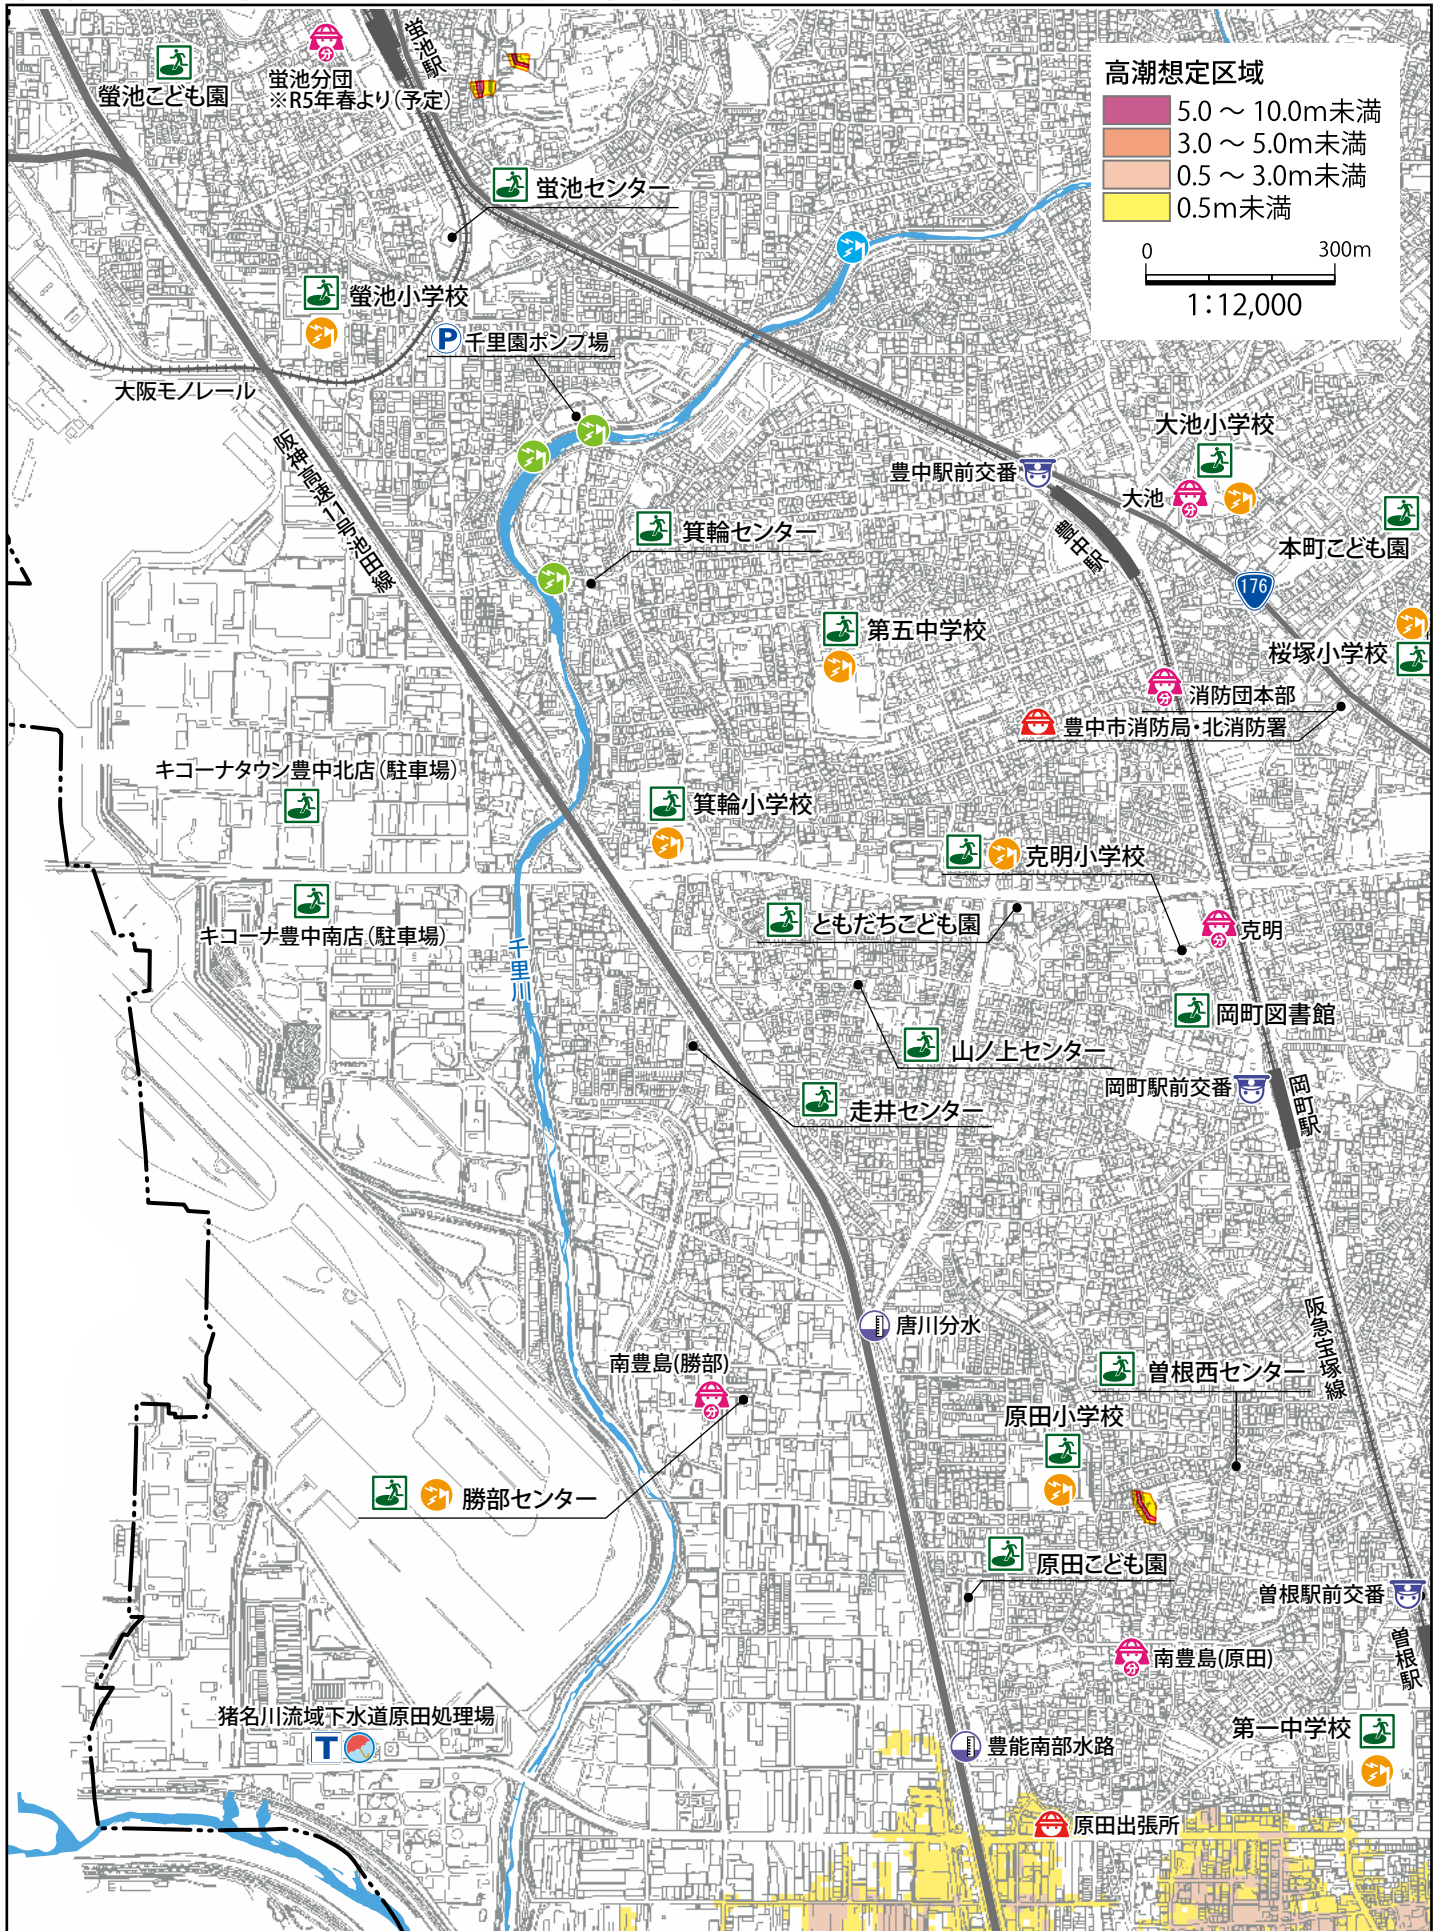 高潮想定区域
5.0 ～ 10.0m未満
3.0 ～ 5.0m未満
0.5 ～ 3.0m未満
0.5m未満
0
300m
1:12,000
螢池こども園
蛍池分団
※R5年春より(予定)
分
蛍池駅
蛍池センター
螢池小学校
P 千里園ポンプ場
大阪モノレール
阪神高速11号池田線
箕輪センター
豊中駅前交番
豊中駅
大池小学校
大池
分
本町こども園
176
桜塚小学校
第五中学校
分
消防団本部
豊中市消防局・北消防署
キコーナタウン豊中北店(駐車場)
箕輪小学校
克明小学校
キコーナ豊中南店(駐車場)
千里川
ともだちこども園
分
克明
岡町図書館
山ノ上センター
岡町駅前交番
岡町駅
走井センター
唐川分水
阪急宝塚線
南豊島(勝部)
分
曽根西センター
原田小学校
勝部センター
原田こども園
曽根駅前交番
曽根駅
分
南豊島(原田)
猪名川流域下水道原田処理場
T
第一中学校
豊能南部水路
原田出張所